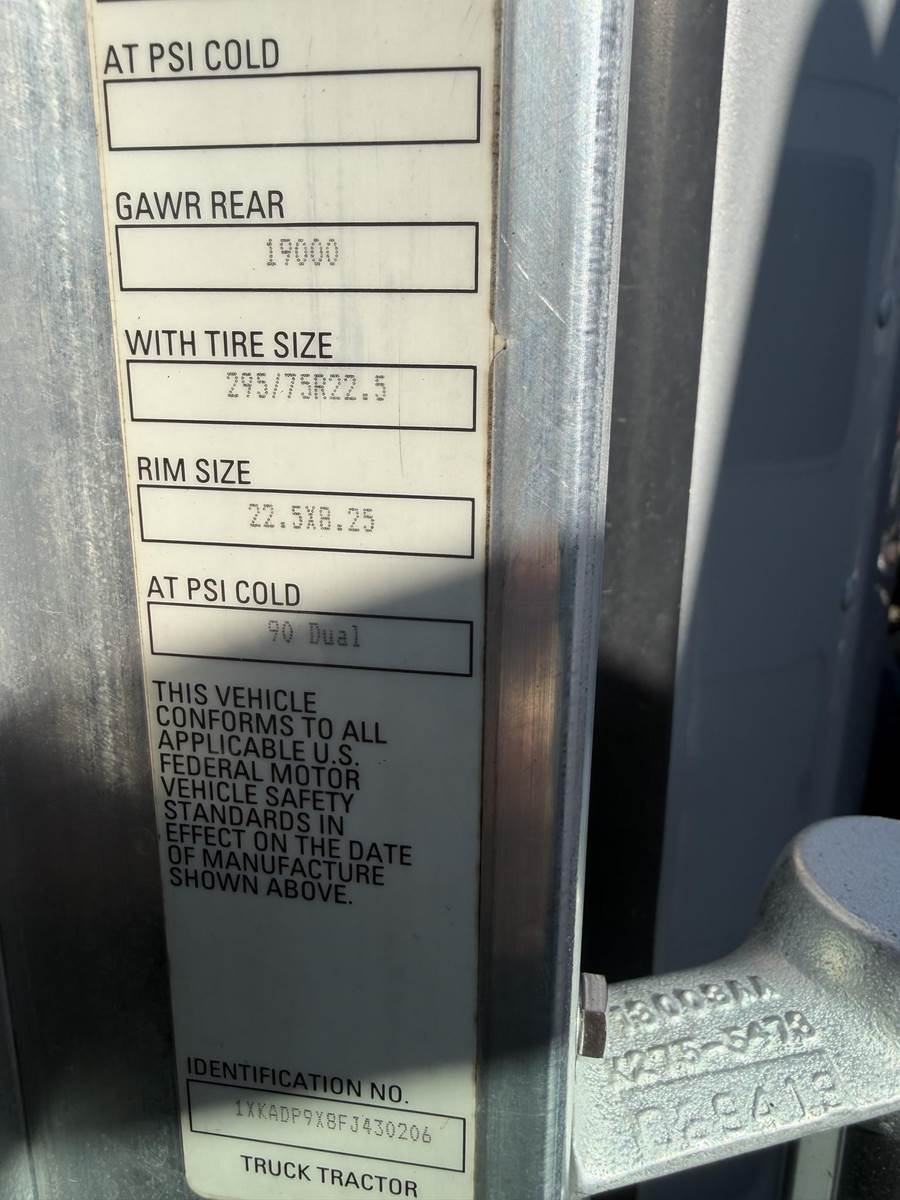 AT PSI COLD
GAWR REAR
19000
WITH TIRE SIZE
295/75R22.5
RIM SIZE
22.5X8.25
AT PSI COLD
90 Dual
THIS VEHICLE
CONFORMS TO ALL
APPLICABLE U.S.
FEDERAL MOTOR
VEHICLE SAFETY
STANDARDS IN
EFFECT ON THE DATE
OF MANUFACTURE
SHOWN ABOVE.
IDENTIFICATION NO.
1XKADP9X8FJ430206
TRUCK TRACTOR